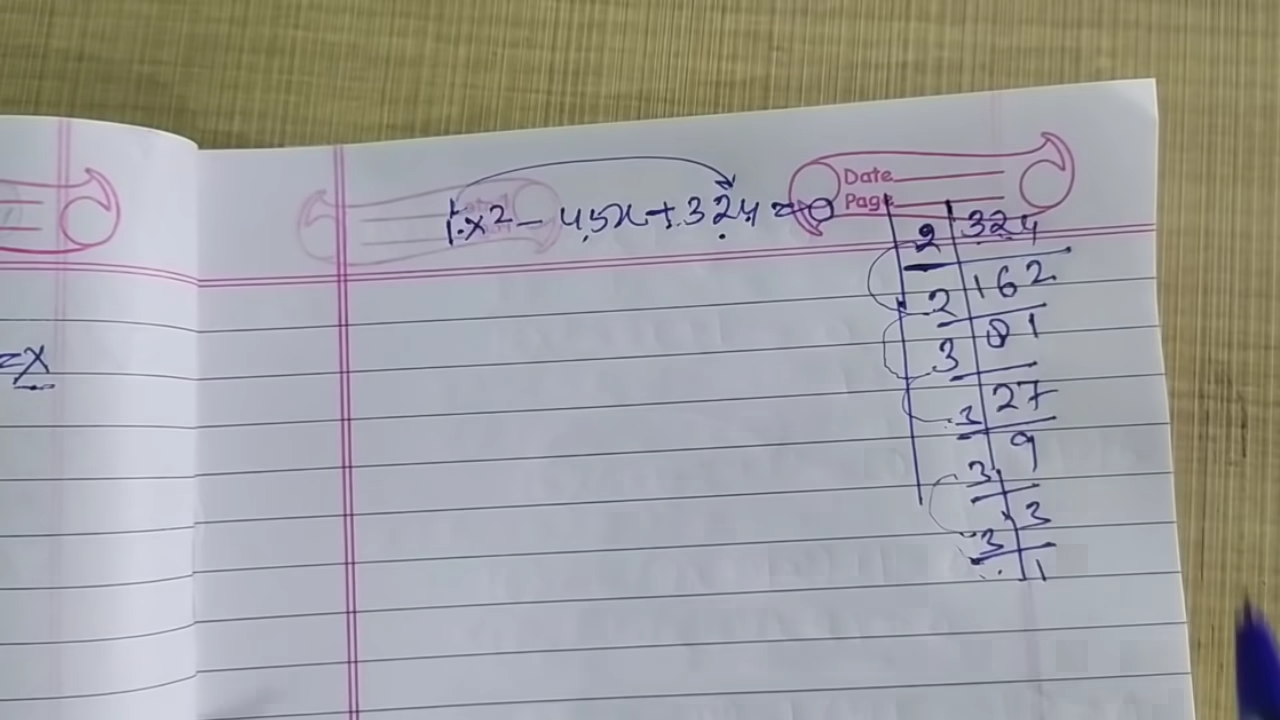 Date
Page
1.x² - 45x + 324 = 0
2 | 324
2 | 162
3 | 81
3 | 27
3 | 9
3 | 3
1
= x